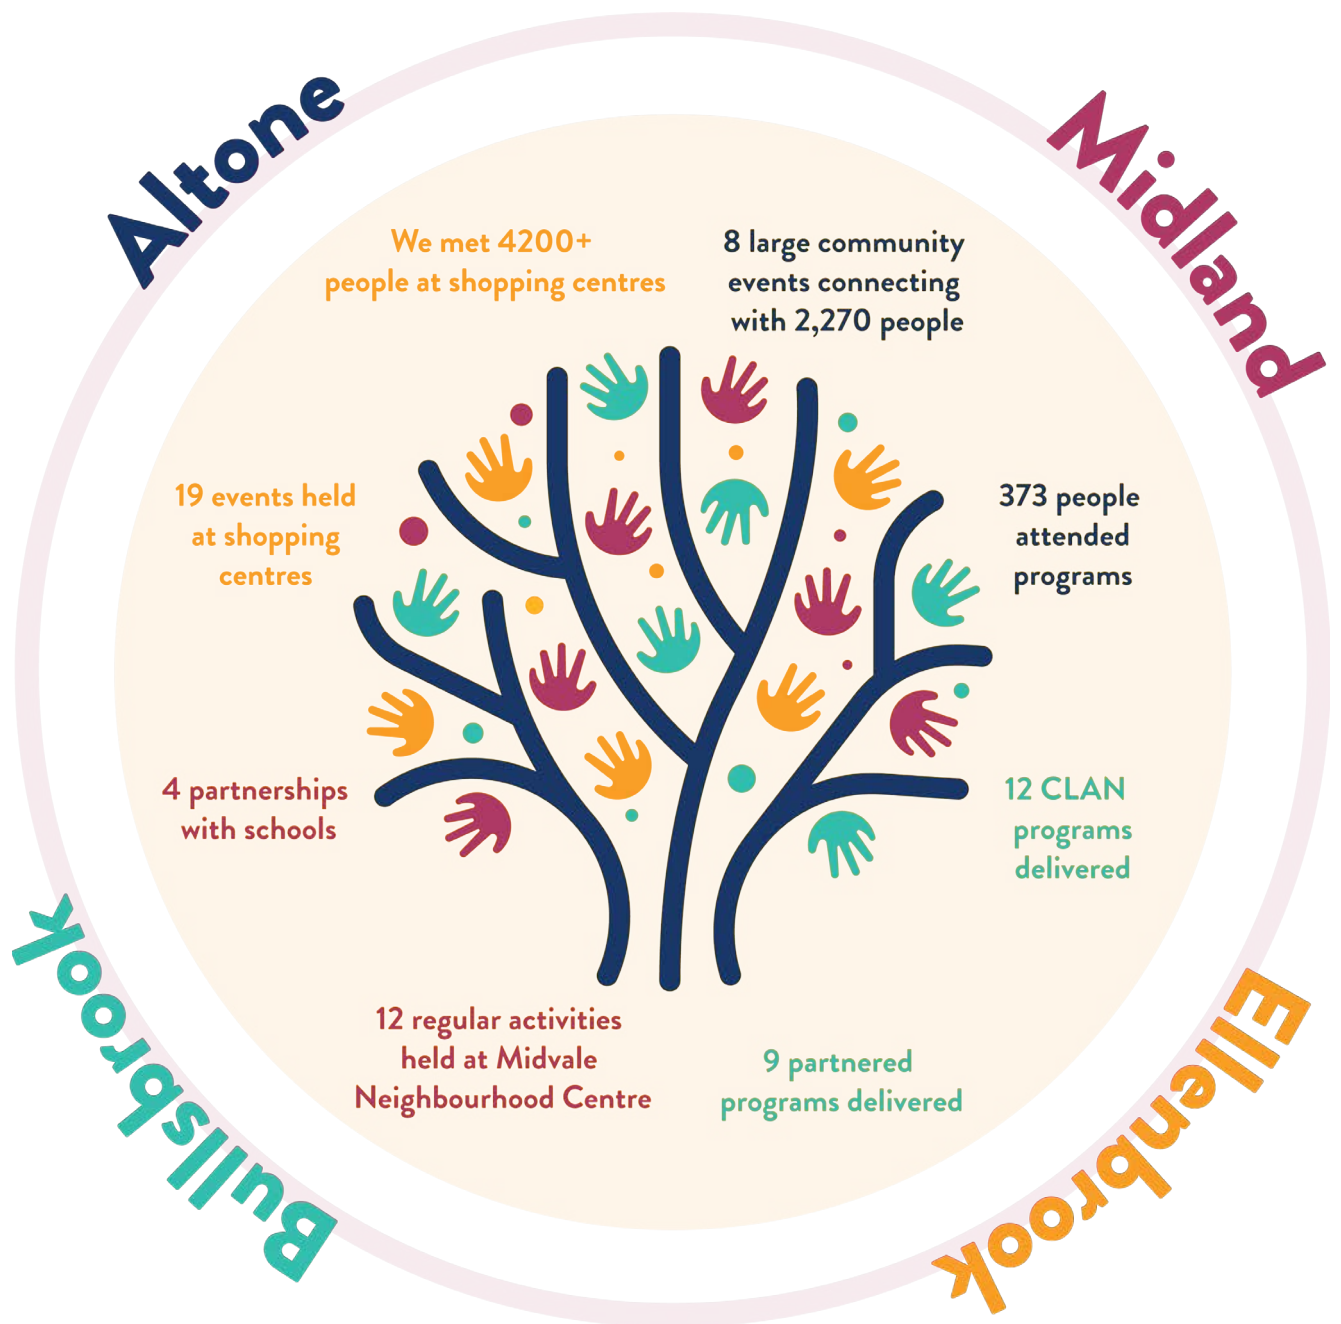 Altone
Midland
We met 4200+
people at shopping centres
8 large community
events connecting
with 2,270 people
19 events held
at shopping
centres
373 people
attended
programs
4 partnerships
with schools
12 CLAN
programs
delivered
12 regular activities
held at Midvale
Neighbourhood Centre
9 partnered
programs delivered
Bullsbrook
Ellenbrook